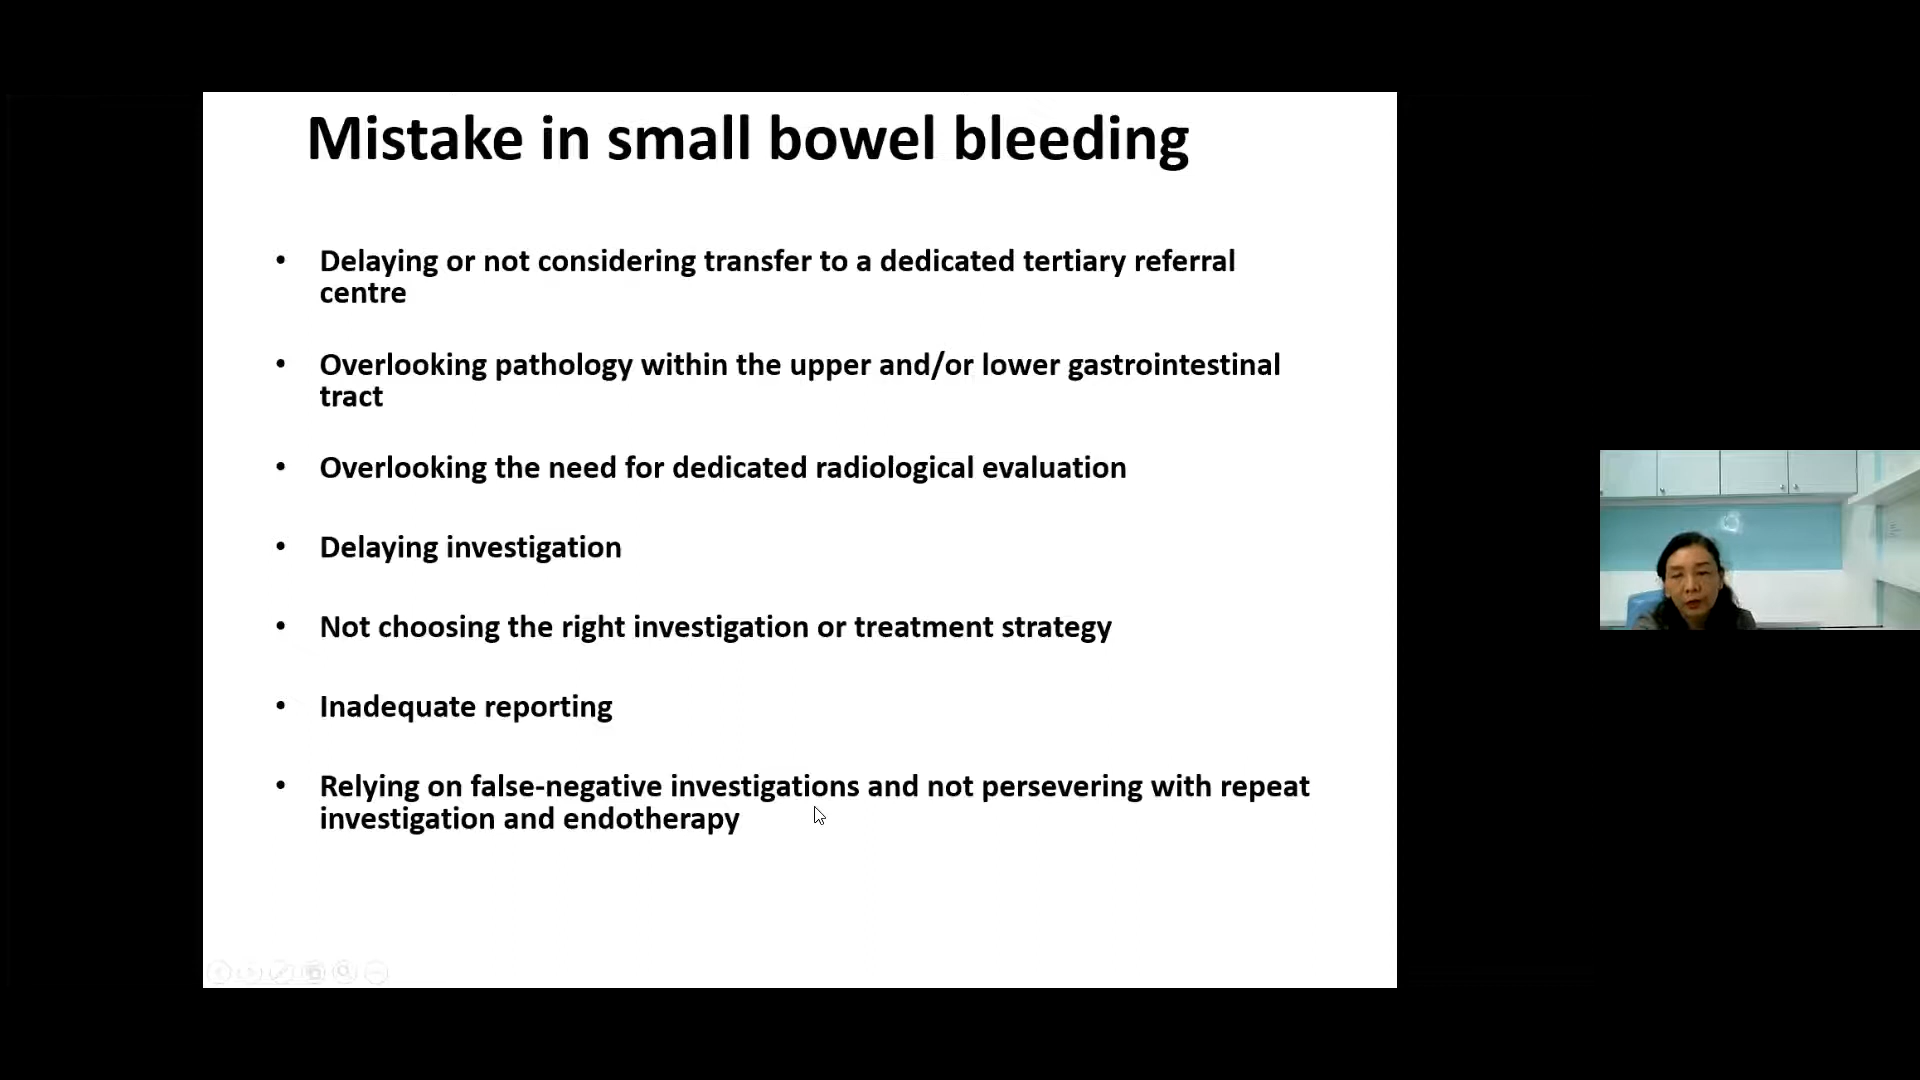 Mistake in small bowel bleeding
• Delaying or not considering transfer to a dedicated tertiary referral
centre
• Overlooking pathology within the upper and/or lower gastrointestinal
tract
• Overlooking the need for dedicated radiological evaluation
• Delaying investigation
• Not choosing the right investigation or treatment strategy
• Inadequate reporting
• Relying on false-negative investigations and not persevering with repeat
investigation and endotherapy